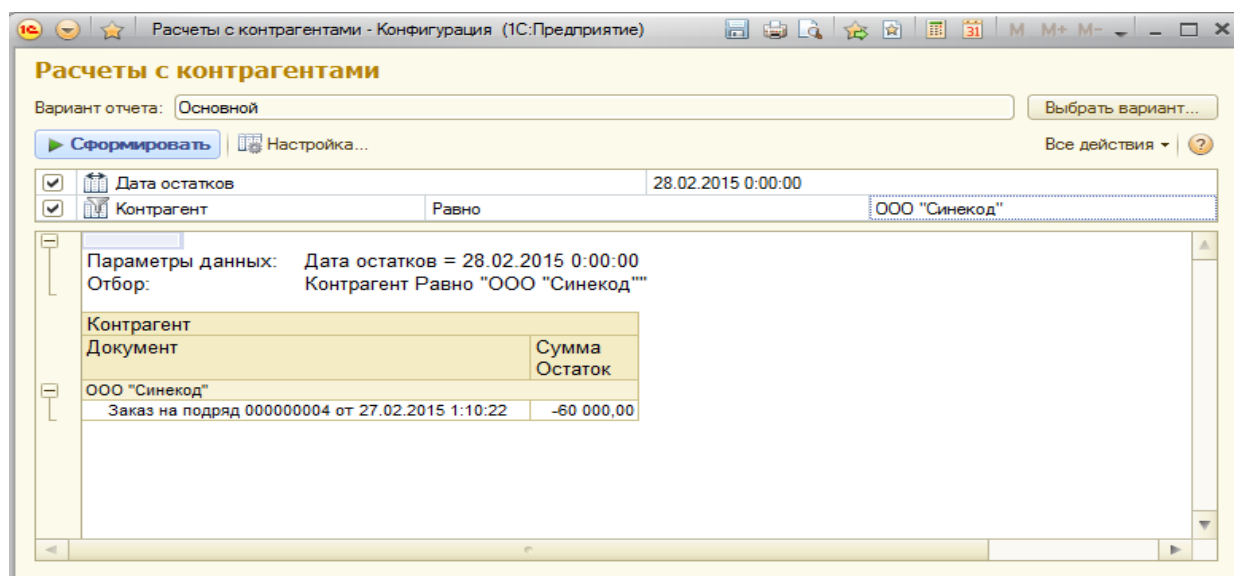 Расчеты с контрагентами - Конфигурация (1С:Предприятие) 31 M M+ M-
Расчеты с контрагентами
Вариант отчета: Основной Выбрать вариант...
Сформировать Настройка... Все действия ?
Дата остатков 28.02.2015 0:00:00
Контрагент Равно ООО "Синекод"
Параметры данных: Дата остатков = 28.02.2015 0:00:00
Отбор: Контрагент Равно "ООО "Синекод""
Контрагент
Документ Сумма
Остаток
ООО "Синекод"
Заказ на подряд 000000004 от 27.02.2015 1:10:22 -60 000,00